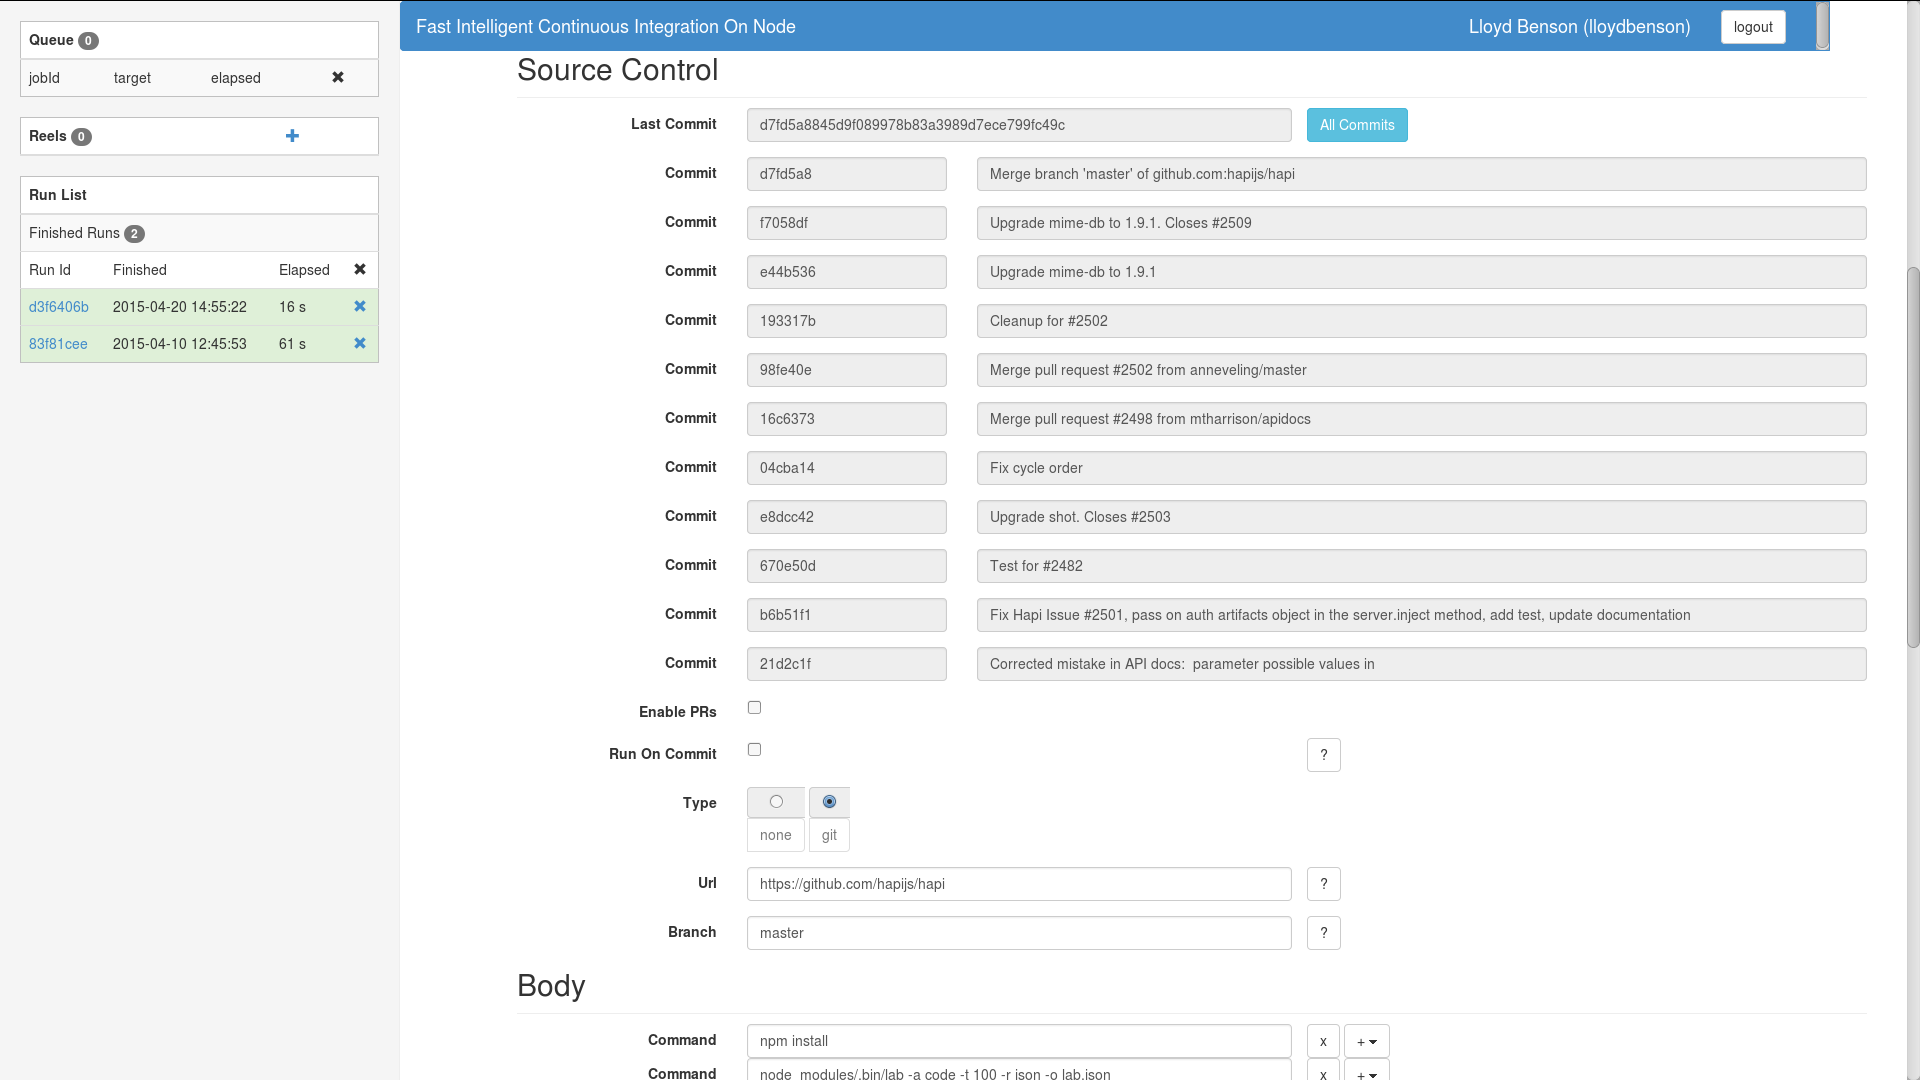 Queue 0
jobId target elapsed ✖
Reels 0 +
Run List
Finished Runs 2
Run Id Finished Elapsed ✖
d3f6406b 2015-04-20 14:55:22 16 s ✖
83f81cee 2015-04-10 12:45:53 61 s ✖
Fast Intelligent Continuous Integration On Node Lloyd Benson (lloydbenson) logout
Source Control
Last Commit d7fd5a8845d9f089978b83a3989d7ece799fc49c All Commits
Commit d7fd5a8 Merge branch 'master' of github.com:hapijs/hapi
Commit f7058df Upgrade mime-db to 1.9.1. Closes #2509
Commit e44b536 Upgrade mime-db to 1.9.1
Commit 193317b Cleanup for #2502
Commit 98fe40e Merge pull request #2502 from anneveling/master
Commit 16c6373 Merge pull request #2498 from mtharrison/apidocs
Commit 04cba14 Fix cycle order
Commit e8dcc42 Upgrade shot. Closes #2503
Commit 670e50d Test for #2482
Commit b6b51f1 Fix Hapi Issue #2501, pass on auth artifacts object in the server.inject method, add test, update documentation
Commit 21d2c1f Corrected mistake in API docs:  parameter possible values in
Enable PRs
Run On Commit ?
Type
none git
Url https://github.com/hapijs/hapi ?
Branch master ?
Body
Command npm install x +
Command node_modules/.bin/lab -a code -t 100 -r json -o lab.json x +